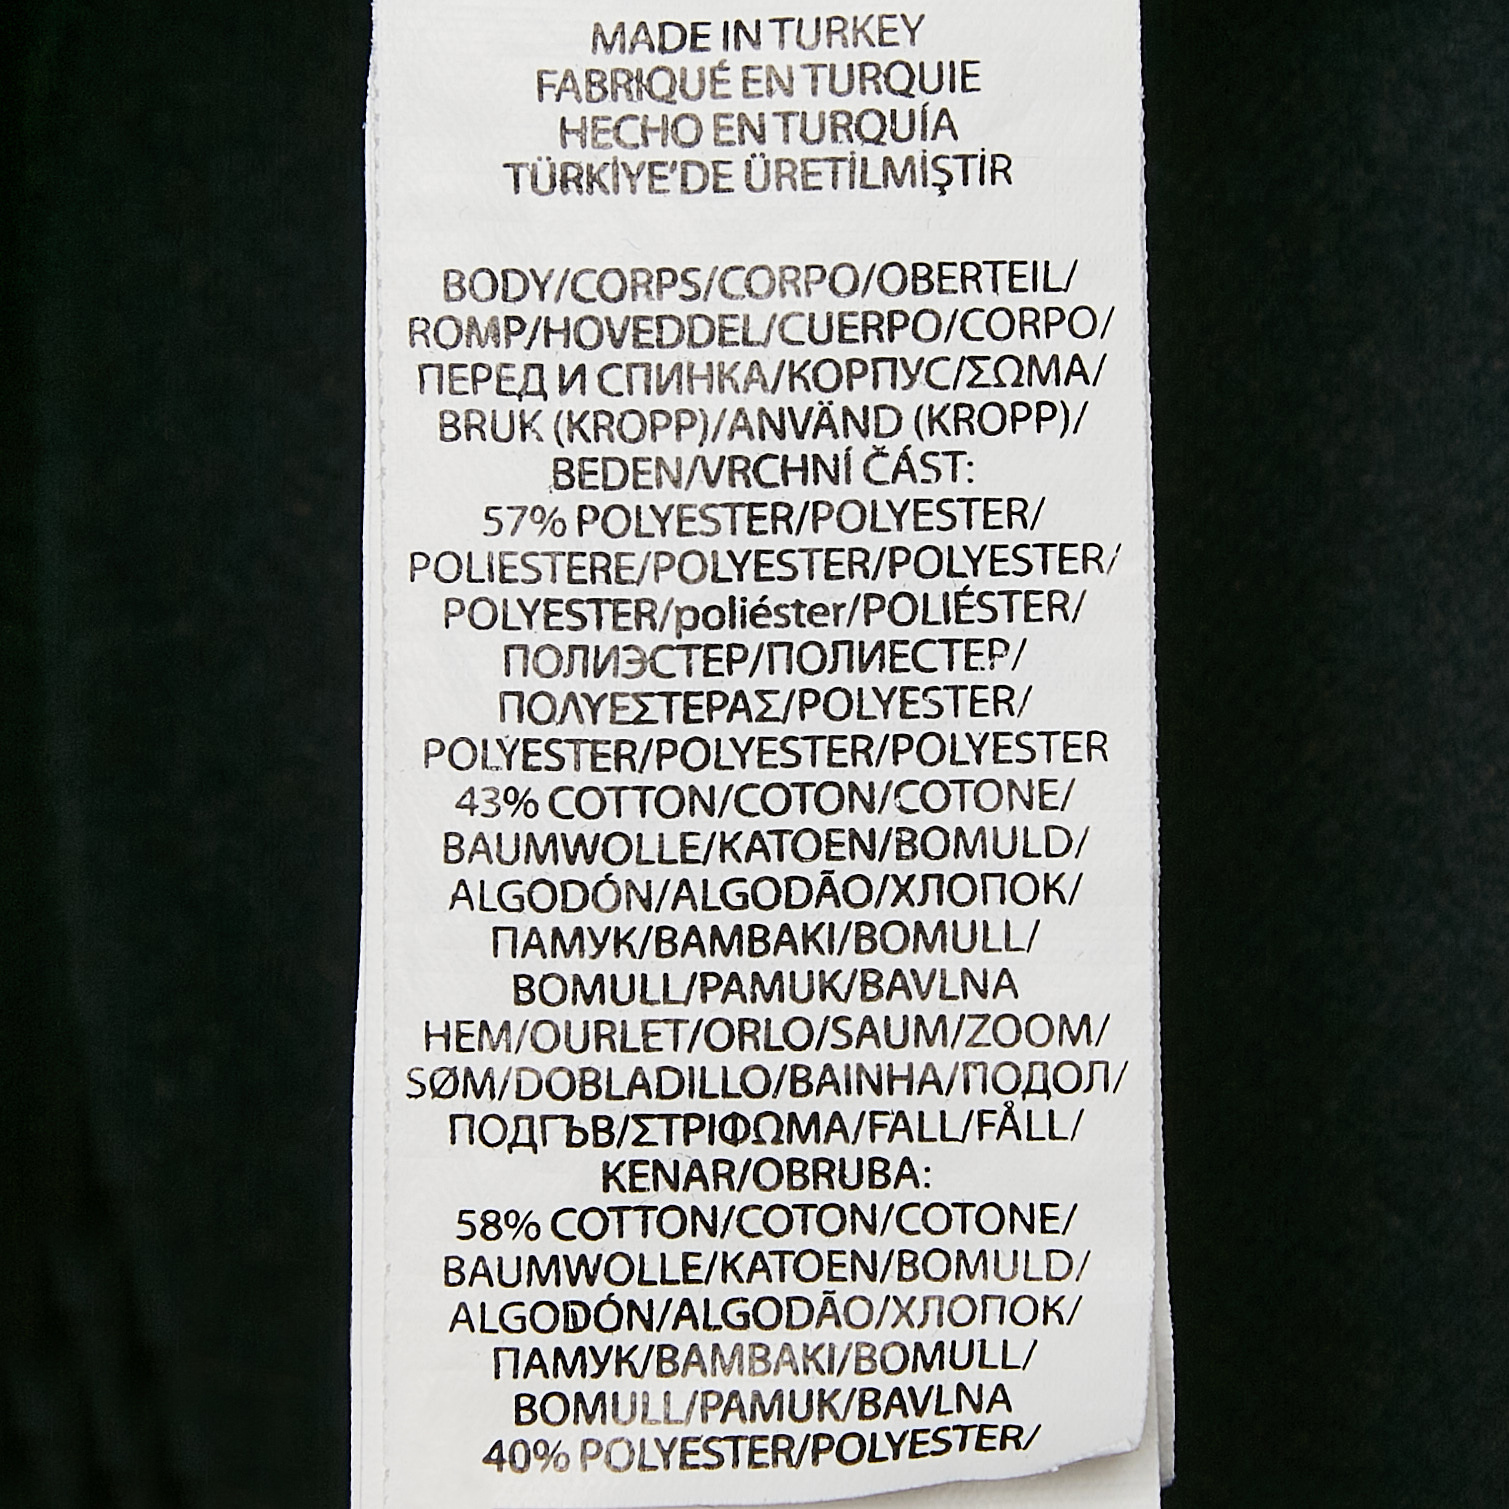 MADE IN TURKEY
FABRIQUÉ EN TURQUIE
HECHO EN TURQUÍA
TÜRKİYE'DE ÜRETİLMİŞTİR
BODY/CORPS/CORPO/OBERTEIL/
ROMP/HOVEDDEL/CUERPO/CORPO/
ПЕРЕД И СПИНКА/КОРПУС/ΣΩΜΑ/
BRUK (KROPP)/ANVÄND (KROPP)/
BEDEN/VRCHNÍ ČÁST:
57% POLYESTER/POLYESTER/
POLIESTERE/POLYESTER/POLYESTER/
POLYESTER/poliéster/POLIÉSTER/
ПОЛИЭСТЕР/ПОЛИЕСТЕР/
ΠΟΛΥΕΣΤΕΡΑΣ/POLYESTER/
POLYESTER/POLYESTER/POLYESTER
43% COTTON/COTON/COTONE/
BAUMWOLLE/KATOEN/BOMULD/
ALGODÓN/ALGODÃO/ХЛОПОК/
ПАМУК/ΒΑΜΒΑΚΙ/BOMULL/
BOMULL/PAMUK/BAVLNA
HEM/OURLET/ORLO/SAUM/ZOOM/
SØM/DOBLADILLO/BAINHA/ПОДОЛ/
ПОДГЪВ/ΣΤΡΙΦΩΜΑ/FALL/FÅLL/
KENAR/OBRUBA:
58% COTTON/COTON/COTONE/
BAUMWOLLE/KATOEN/BOMULD/
ALGODÓN/ALGODÃO/ХЛОПОК/
ПАМУК/ΒΑΜΒΑΚΙ/BOMULL/
BOMULL/PAMUK/BAVLNA
40% POLYESTER/POLYESTER/